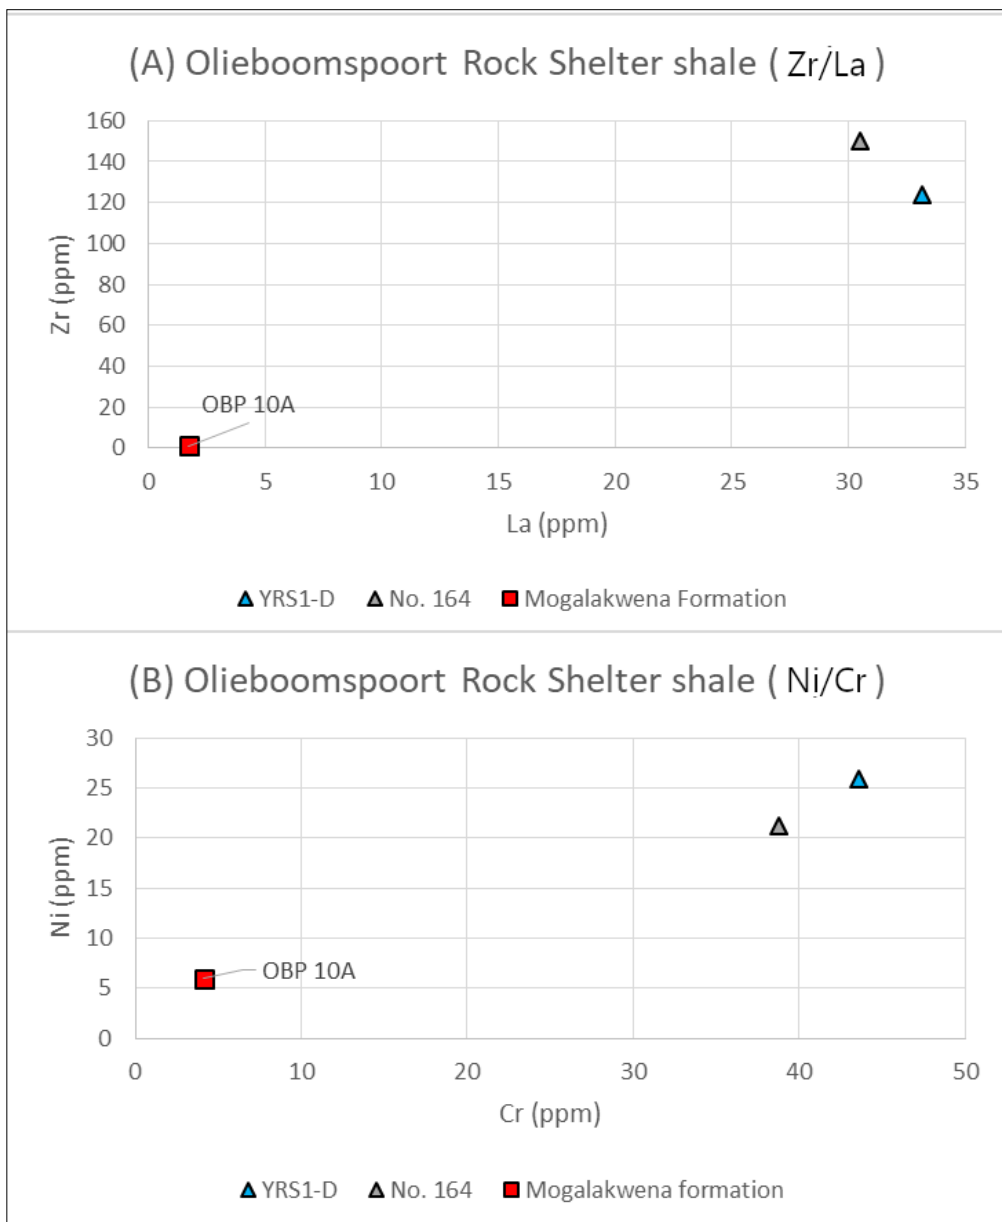 (A) Olieboomspoort Rock Shelter shale ( Zr/La )
160
140
120
100
80
60
40
20
0
Zr (ppm)
OBP 10A
0 5 10 15 20 25 30 35
La (ppm)
YRS1-D No. 164 Mogalakwena Formation
(B) Olieboomspoort Rock Shelter shale ( Ni/Cr )
30
25
20
15
10
5
0
Ni (ppm)
OBP 10A
0 10 20 30 40 50
Cr (ppm)
YRS1-D No. 164 Mogalakwena formation